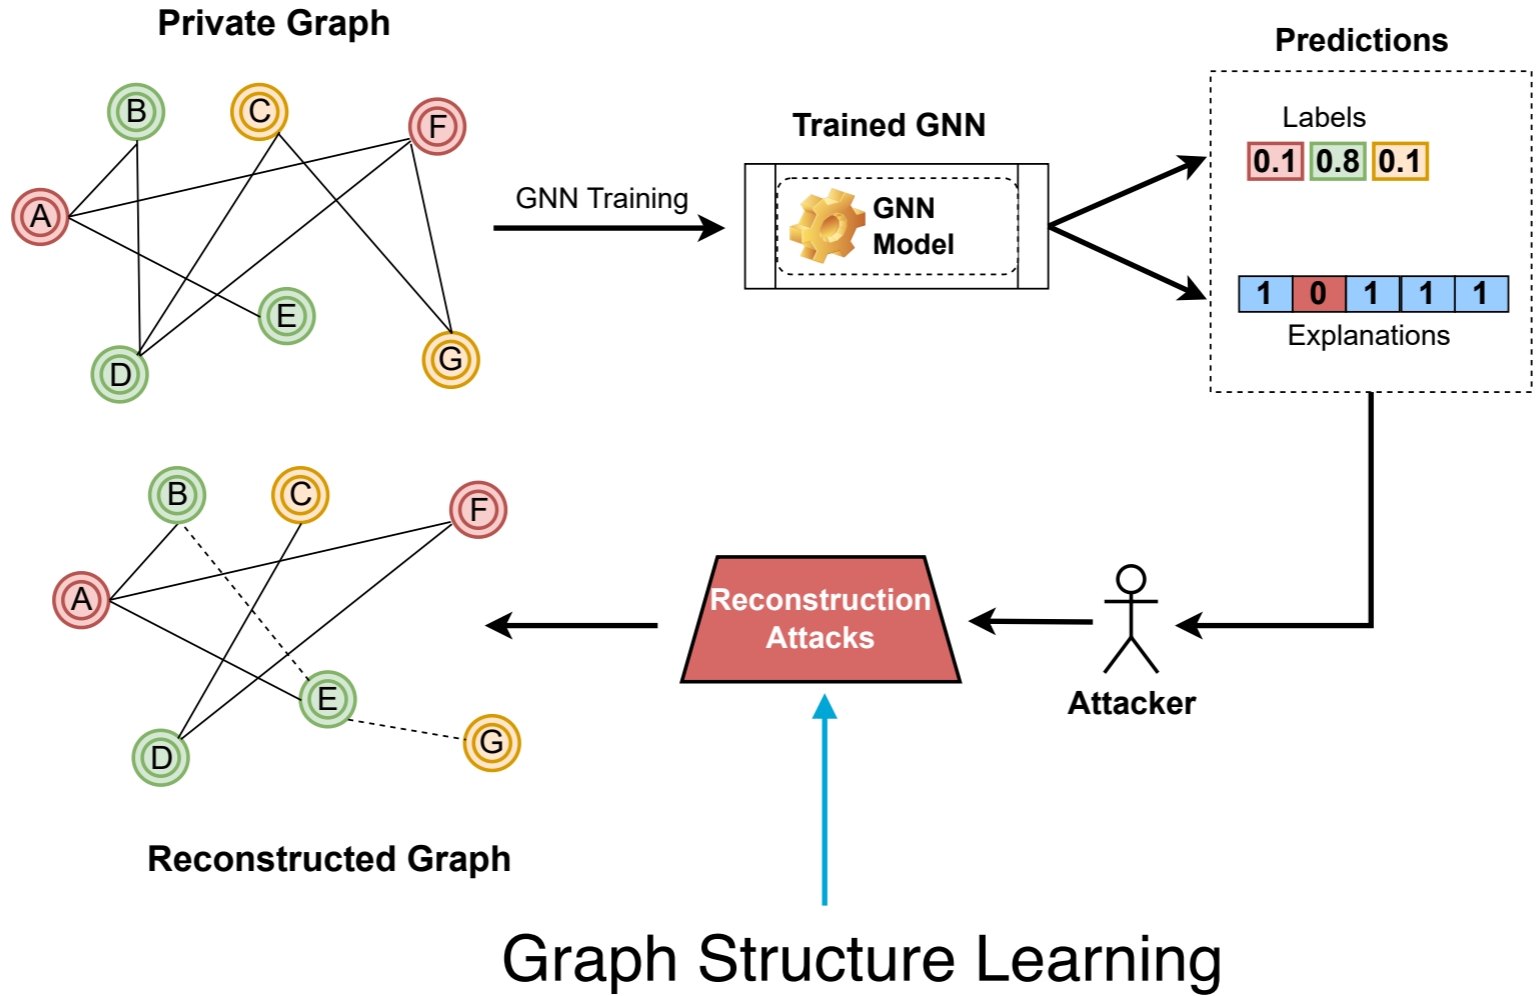 Private Graph
B
C
F
A
E
D
G
GNN Training
Trained GNN
GNN
Model
Predictions
Labels
0.1 0.8 0.1
1 0 1 1 1
Explanations
B
C
F
A
E
D
G
Reconstructed Graph
Reconstruction
Attacks
Attacker
Graph Structure Learning